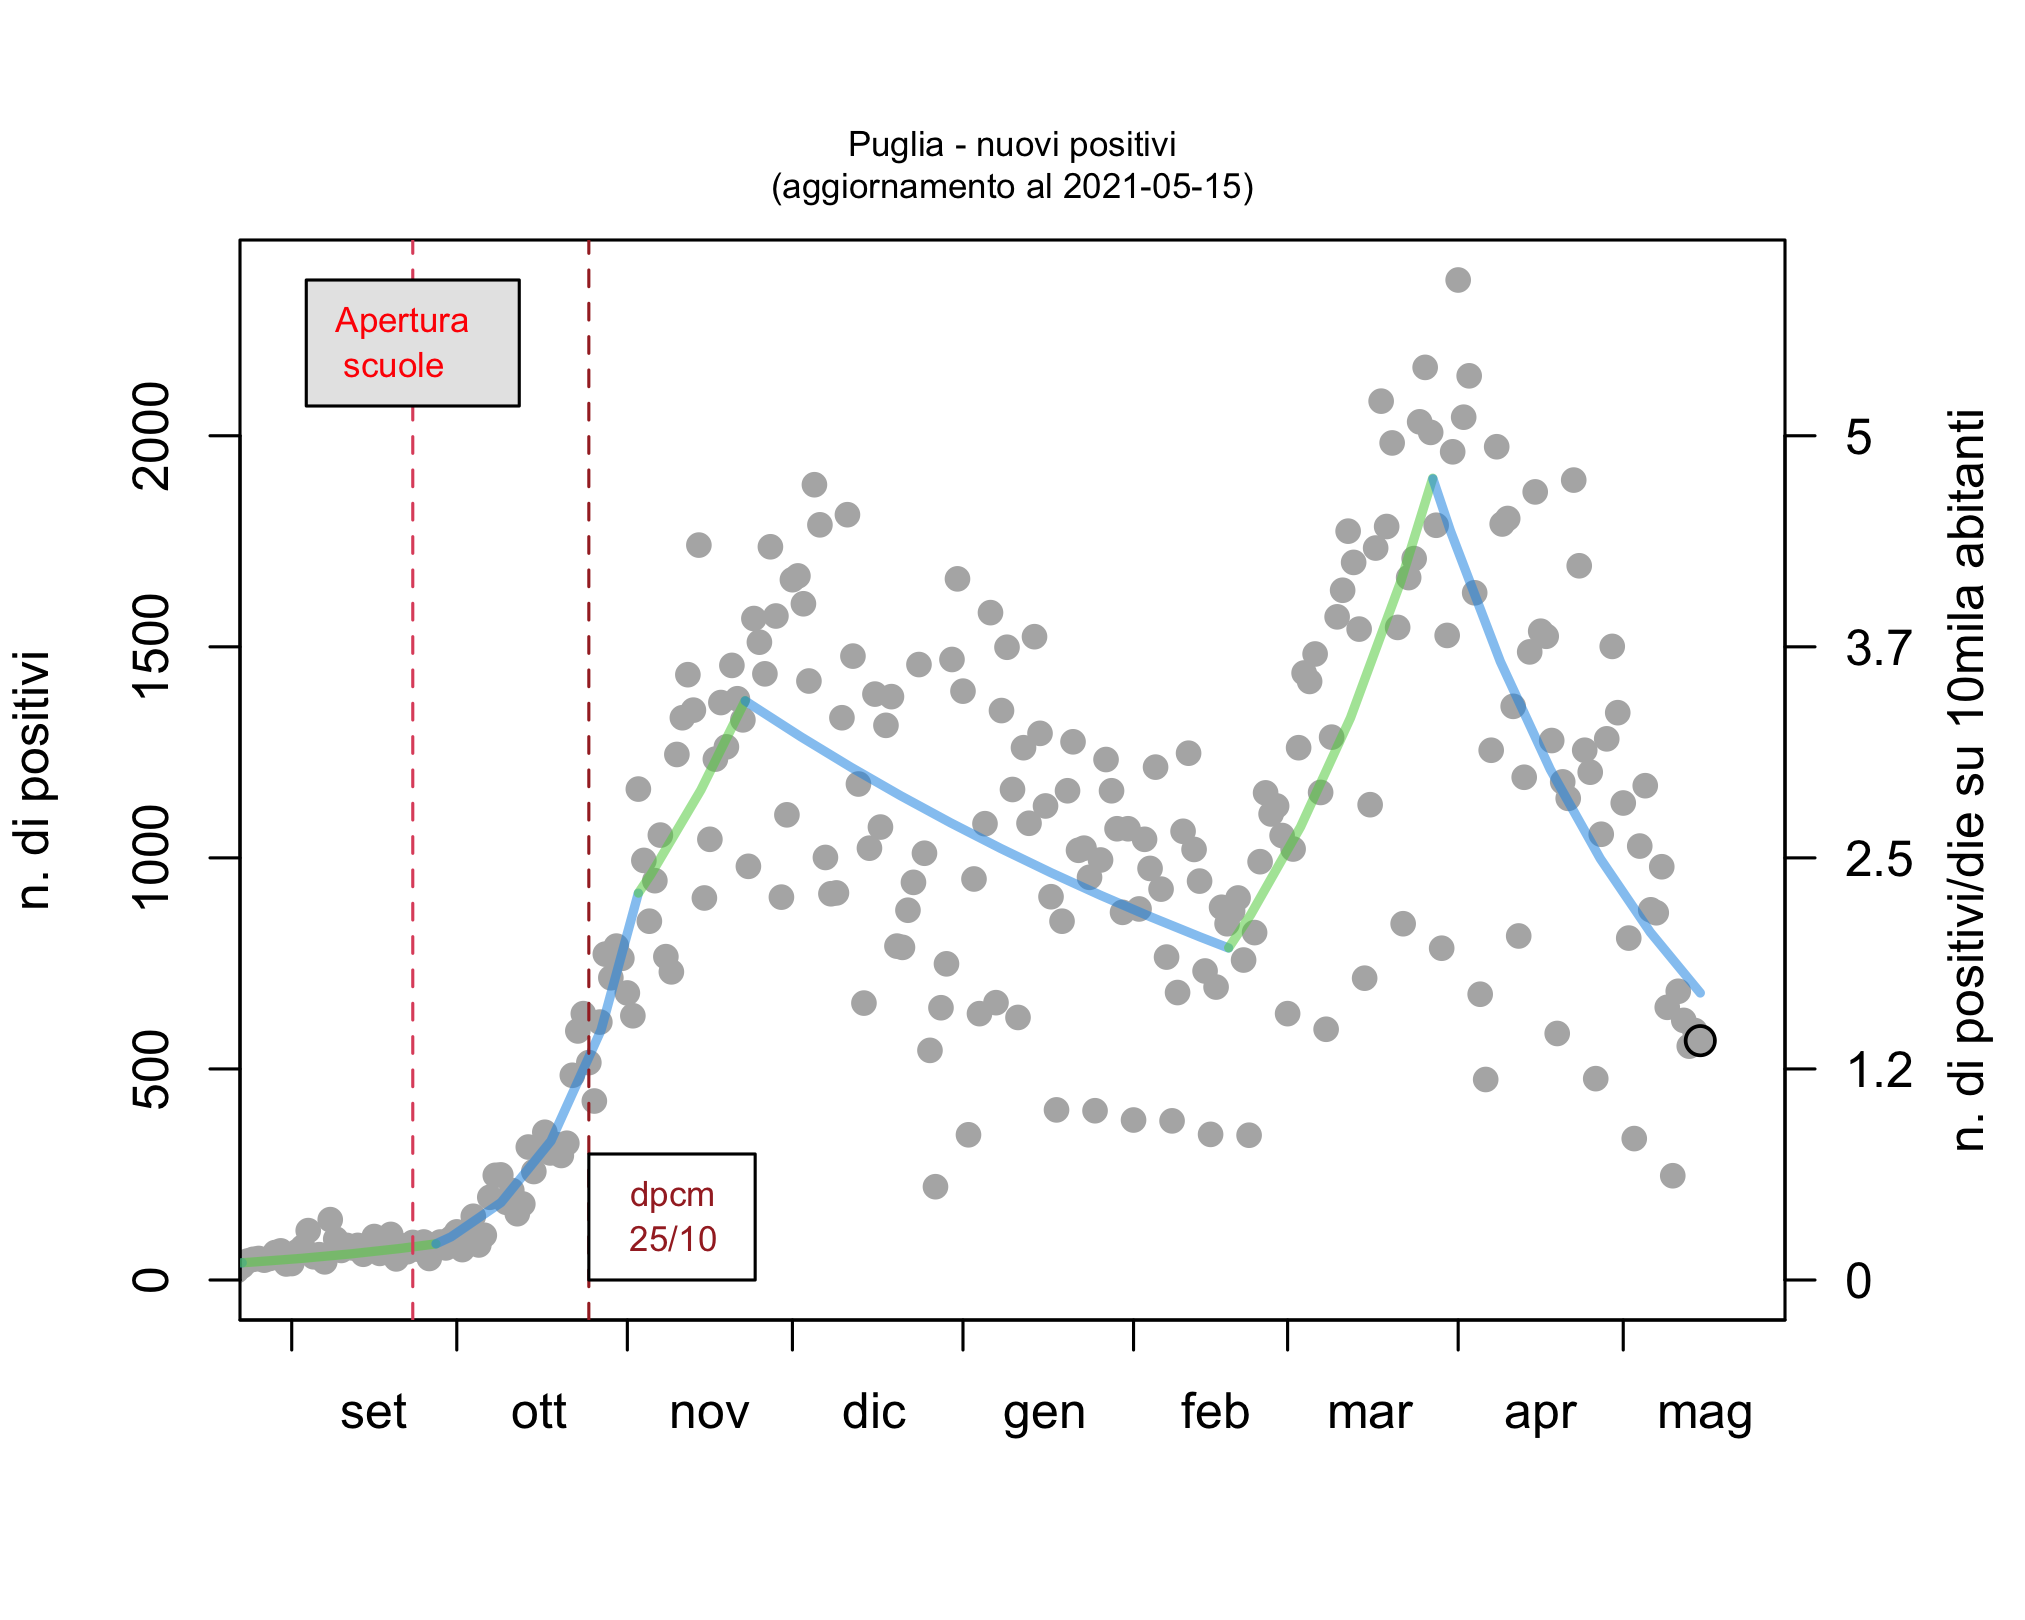 Puglia - nuovi positivi
(aggiornamento al 2021-05-15)
Apertura
scuole
dpcm
25/10
n. di positivi
0
500
1000
1500
2000
n. di positivi/die su 10mila abitanti
5
3.7
2.5
1.2
0
set ott nov dic gen feb mar apr mag